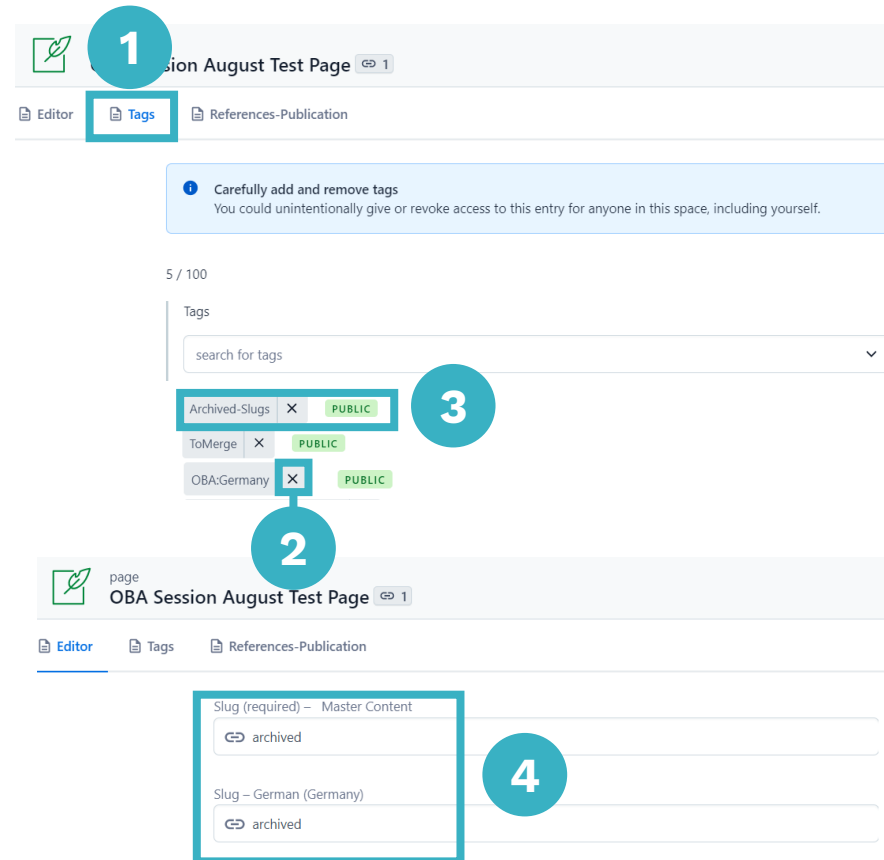 1
sion August Test Page 1
Editor Tags References-Publication
Carefully add and remove tags
You could unintentionally give or revoke access to this entry for anyone in this space, including yourself.
5 / 100
Tags
search for tags
Archived-Slugs PUBLIC
3
ToMerge PUBLIC
OBA:Germany PUBLIC
2
page
OBA Session August Test Page 1
Editor Tags References-Publication
Slug (required) – Master Content
archived
4
Slug – German (Germany)
archived